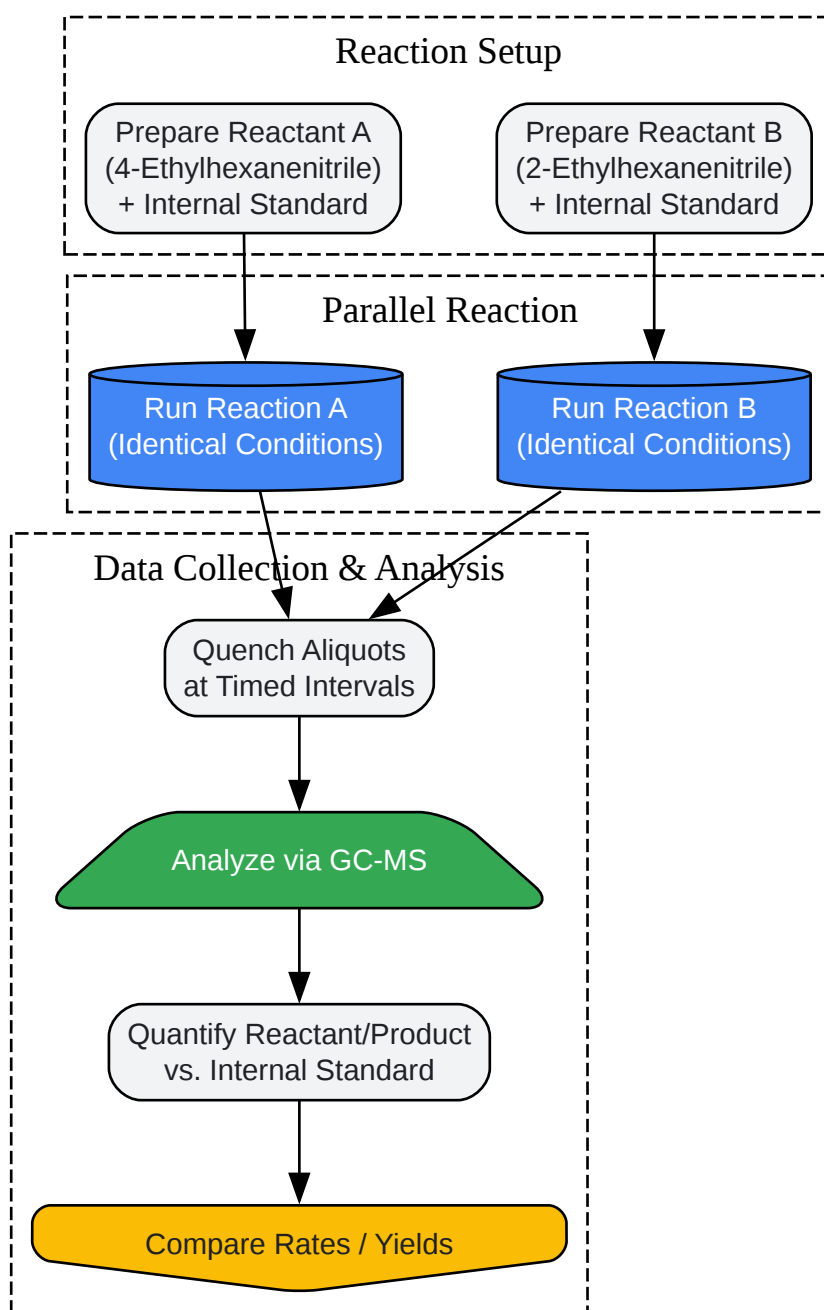 Reaction Setup
Prepare Reactant A
(4-Ethylhexanenitrile)
+ Internal Standard
Prepare Reactant B
(2-Ethylhexanenitrile)
+ Internal Standard
Parallel Reaction
Run Reaction A
(Identical Conditions)
Run Reaction B
(Identical Conditions)
Data Collection & Analysis
Quench Aliquots
at Timed Intervals
Analyze via GC-MS
Quantify Reactant/Product
vs. Internal Standard
Compare Rates / Yields